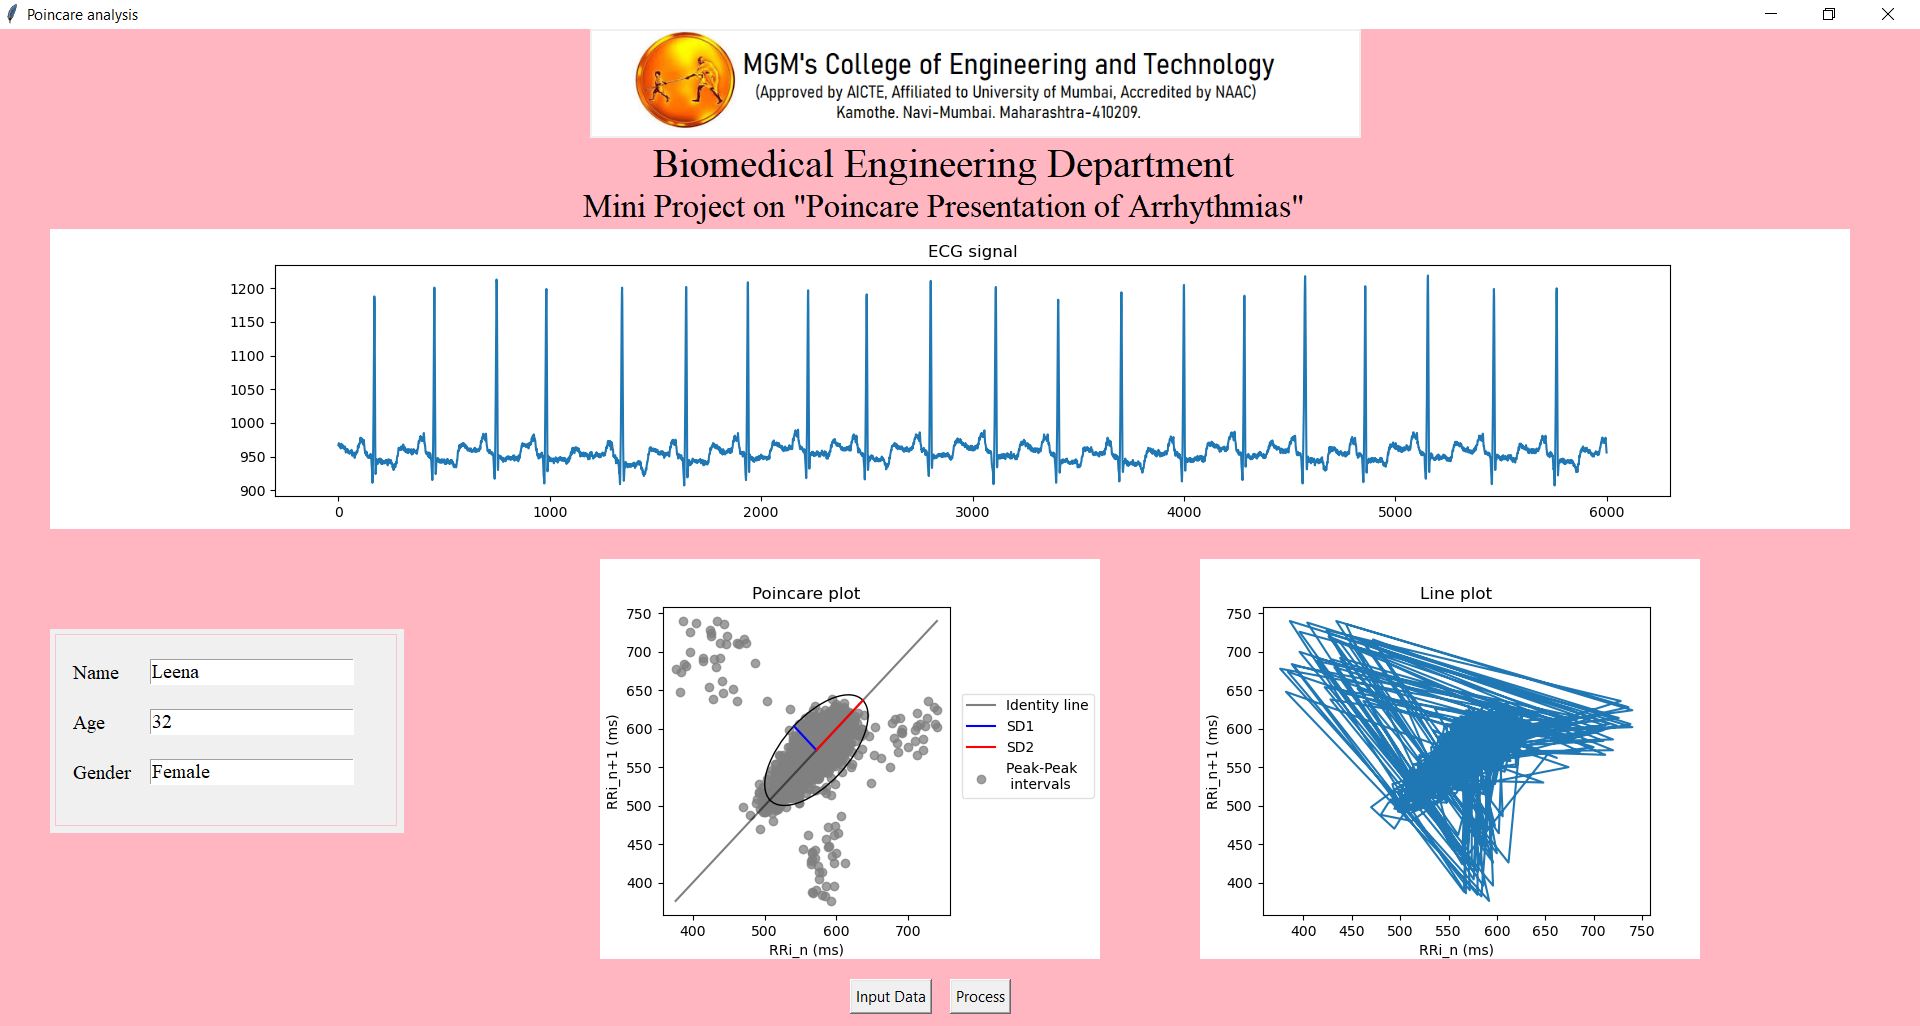 Poincare analysis
MGM's College of Engineering and Technology
(Approved by AICTE, Affiliated to University of Mumbai, Accredited by NAAC)
Kamothe. Navi-Mumbai. Maharashtra-410209.
Biomedical Engineering Department
Mini Project on "Poincare Presentation of Arrhythmias"
ECG signal
1200
1150
1100
1050
1000
950
900
0 1000 2000 3000 4000 5000 6000
Name Leena
Age 32
Gender Female
Poincare plot
750
700
650
600
550
500
450
400
RRi_n+1 (ms)
400 500 600 700
RRi_n (ms)
Identity line
SD1
SD2
Peak-Peak
intervals
Line plot
750
700
650
600
550
500
450
400
RRi_n+1 (ms)
400 450 500 550 600 650 700 750
RRi_n (ms)
Input Data Process